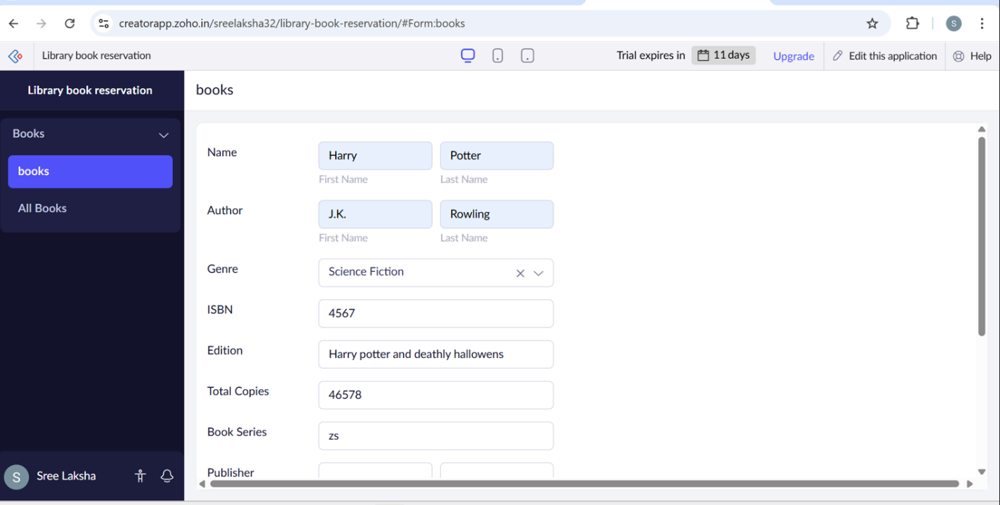 creatorapp.zoho.in/sreelaksha32/library-book-reservation/#Form:books
S
Library book reservation
Trial expires in 11 days Upgrade Edit this application Help
Library book reservation
books
Books
books
All Books
Name Harry Potter
First Name Last Name
Author J.K. Rowling
First Name Last Name
Genre Science Fiction
ISBN 4567
Edition Harry potter and deathly hallowens
Total Copies 46578
Book Series zs
Publisher
S Sree Laksha